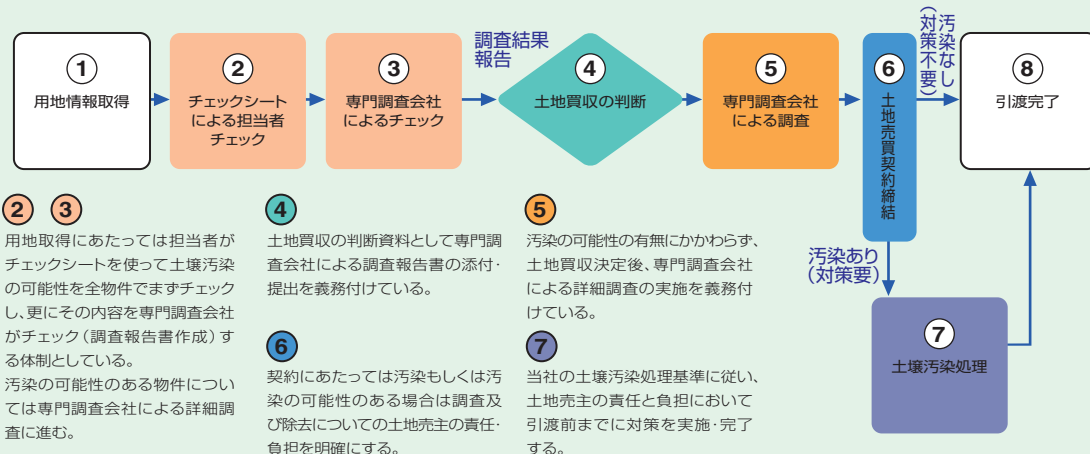 ①
用地情報取得
②
チェックシート
による担当者
チェック
③
専門調査会社
によるチェック
調査結果
報告
④
土地買収の判断
⑤
専門調査会社
による調査
⑥
土地売買契約締結
汚染なし
(対策不要)
⑧
引渡完了
汚染あり
(対策要)
⑦
土壌汚染処理
② ③
用地取得にあたっては担当者が
チェックシートを使って土壌汚染
の可能性を全物件でまずチェック
し、更にその内容を専門調査会社
がチェック(調査報告書作成)す
る体制としている。
汚染の可能性のある物件につい
ては専門調査会社による詳細調
査に進む。
④
土地買収の判断資料として専門調
査会社による調査報告書の添付・
提出を義務付けている。
⑤
汚染の可能性の有無にかかわらず、
土地買収決定後、専門調査会社
による詳細調査の実施を義務付
けている。
⑥
契約にあたっては汚染もしくは汚
染の可能性のある場合は調査及
び除去についての土地売主の責任・
負担を明確にする。
⑦
当社の土壌汚染処理基準に従い、
土地売主の責任と負担において
引渡前までに対策を実施・完了
する。